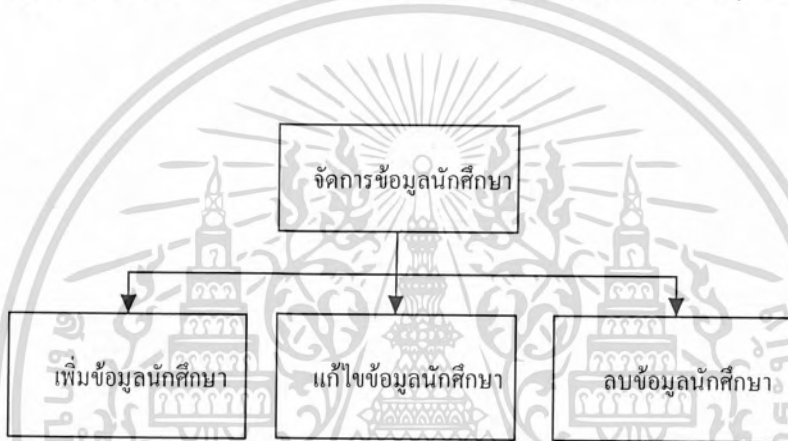 จัดการข้อมูลนักศึกษา
เพิ่มข้อมูลนักศึกษา
แก้ไขข้อมูลนักศึกษา
ลบข้อมูลนักศึกษา